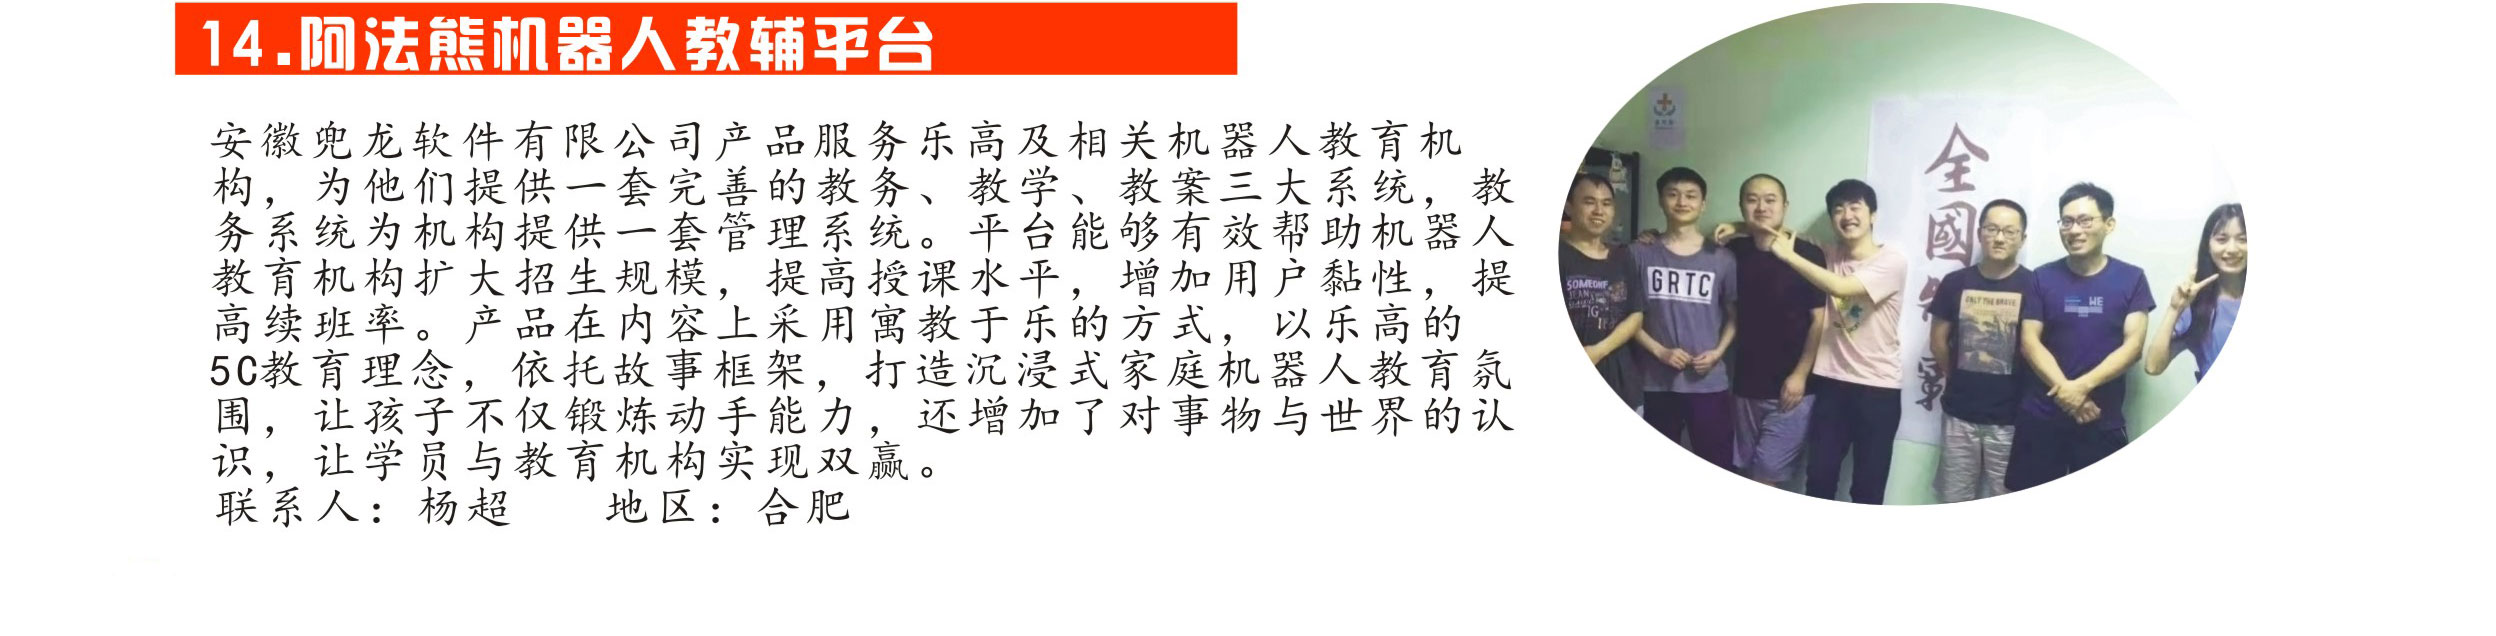 14.阿法熊机器人教辅平台
安徽兜龙软件有限公司产品服务乐高及相关机器人教育机
构，为他们提供一套完善的教务、教学、教案三大系统，教
务系统为机构提供一套管理系统。平台能够有效帮助机器人
教育机构扩大招生规模，提高授课水平，增加用户黏性，提
高续班率。产品在内容上采用寓教于乐的方式，以乐高的
5C教育理念，依托故事框架，打造沉浸式家庭机器人教育氛
围，让孩子不仅锻炼动手能力，还增加了对事物与世界的认
识，让学员与教育机构实现双赢。
联系人：杨超 地区：合肥
全國
GRTC
SOMEONE
ONLY THE BRAVE
WE